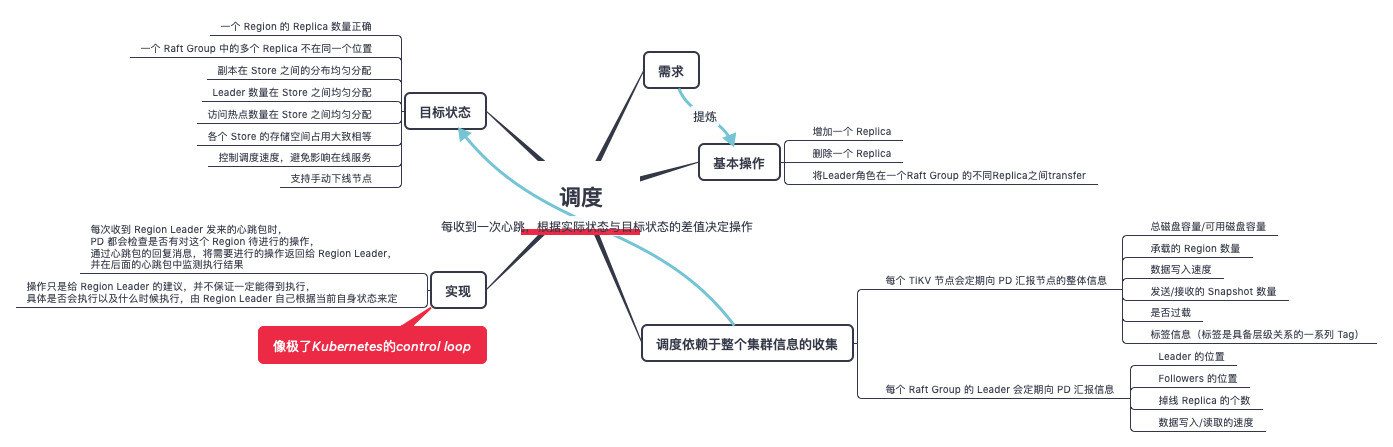 调度
需求
提炼
基本操作
增加一个 Replica
删除一个 Replica
将Leader角色在一个Raft Group 的不同Replica之间transfer
目标状态
一个 Region 的 Replica 数量正确
一个 Raft Group 中的多个 Replica 不在同一个位置
副本在 Store 之间的分布均匀分配
Leader 数量在 Store 之间均匀分配
访问热点数量在 Store 之间均匀分配
各个 Store 的存储空间占用大致相等
控制调度速度，避免影响在线服务
支持手动下线节点
每收到一次心跳，根据实际状态与目标状态的差值决定操作
实现
每次收到 Region Leader 发来的心跳包时，
PD 都会检查是否有对这个 Region 待进行的操作，
通过心跳包的回复消息，将需要进行的操作返回给 Region Leader，
并在后面的心跳包中监测执行结果
操作只是给 Region Leader 的建议，并不保证一定能得到执行，
具体是否会执行以及什么时候执行，由 Region Leader 自己根据当前自身状态来定
像极了Kubernetes的control loop
调度依赖于整个集群信息的收集
每个 TiKV 节点会定期向 PD 汇报节点的整体信息
总磁盘容量/可用磁盘容量
承载的 Region 数量
数据写入速度
发送/接收的 Snapshot 数量
是否过载
标签信息（标签是具备层级关系的一系列 Tag）
每个 Raft Group 的 Leader 会定期向 PD 汇报信息
Leader 的位置
Followers 的位置
掉线 Replica 的个数
数据写入/读取的速度